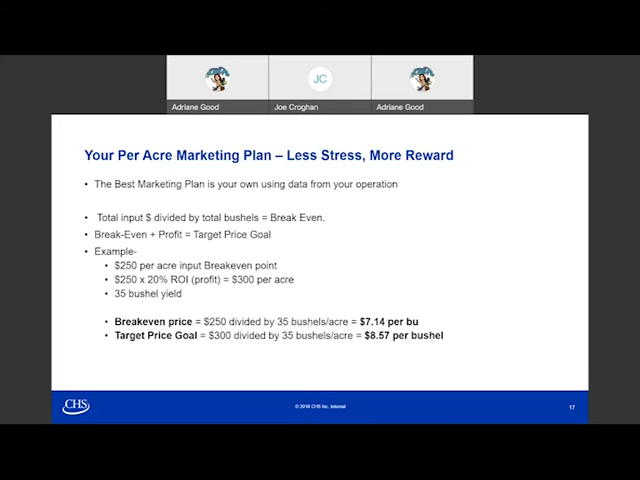 JC
Adriane Good
Joe Croghan
Adriane Good
Your Per Acre Marketing Plan – Less Stress, More Reward
• The Best Marketing Plan is your own using data from your operation
• Total input $ divided by total bushels = Break Even.
• Break-Even + Profit = Target Price Goal
• Example-
• $250 per acre input Breakeven point
• $250 x 20% ROI (profit) = $300 per acre
• 35 bushel yield
• Breakeven price = $250 divided by 35 bushels/acre = $7.14 per bu
• Target Price Goal = $300 divided by 35 bushels/acre = $8.57 per bushel
CHS
© 2018 CHS Inc. Internal
17